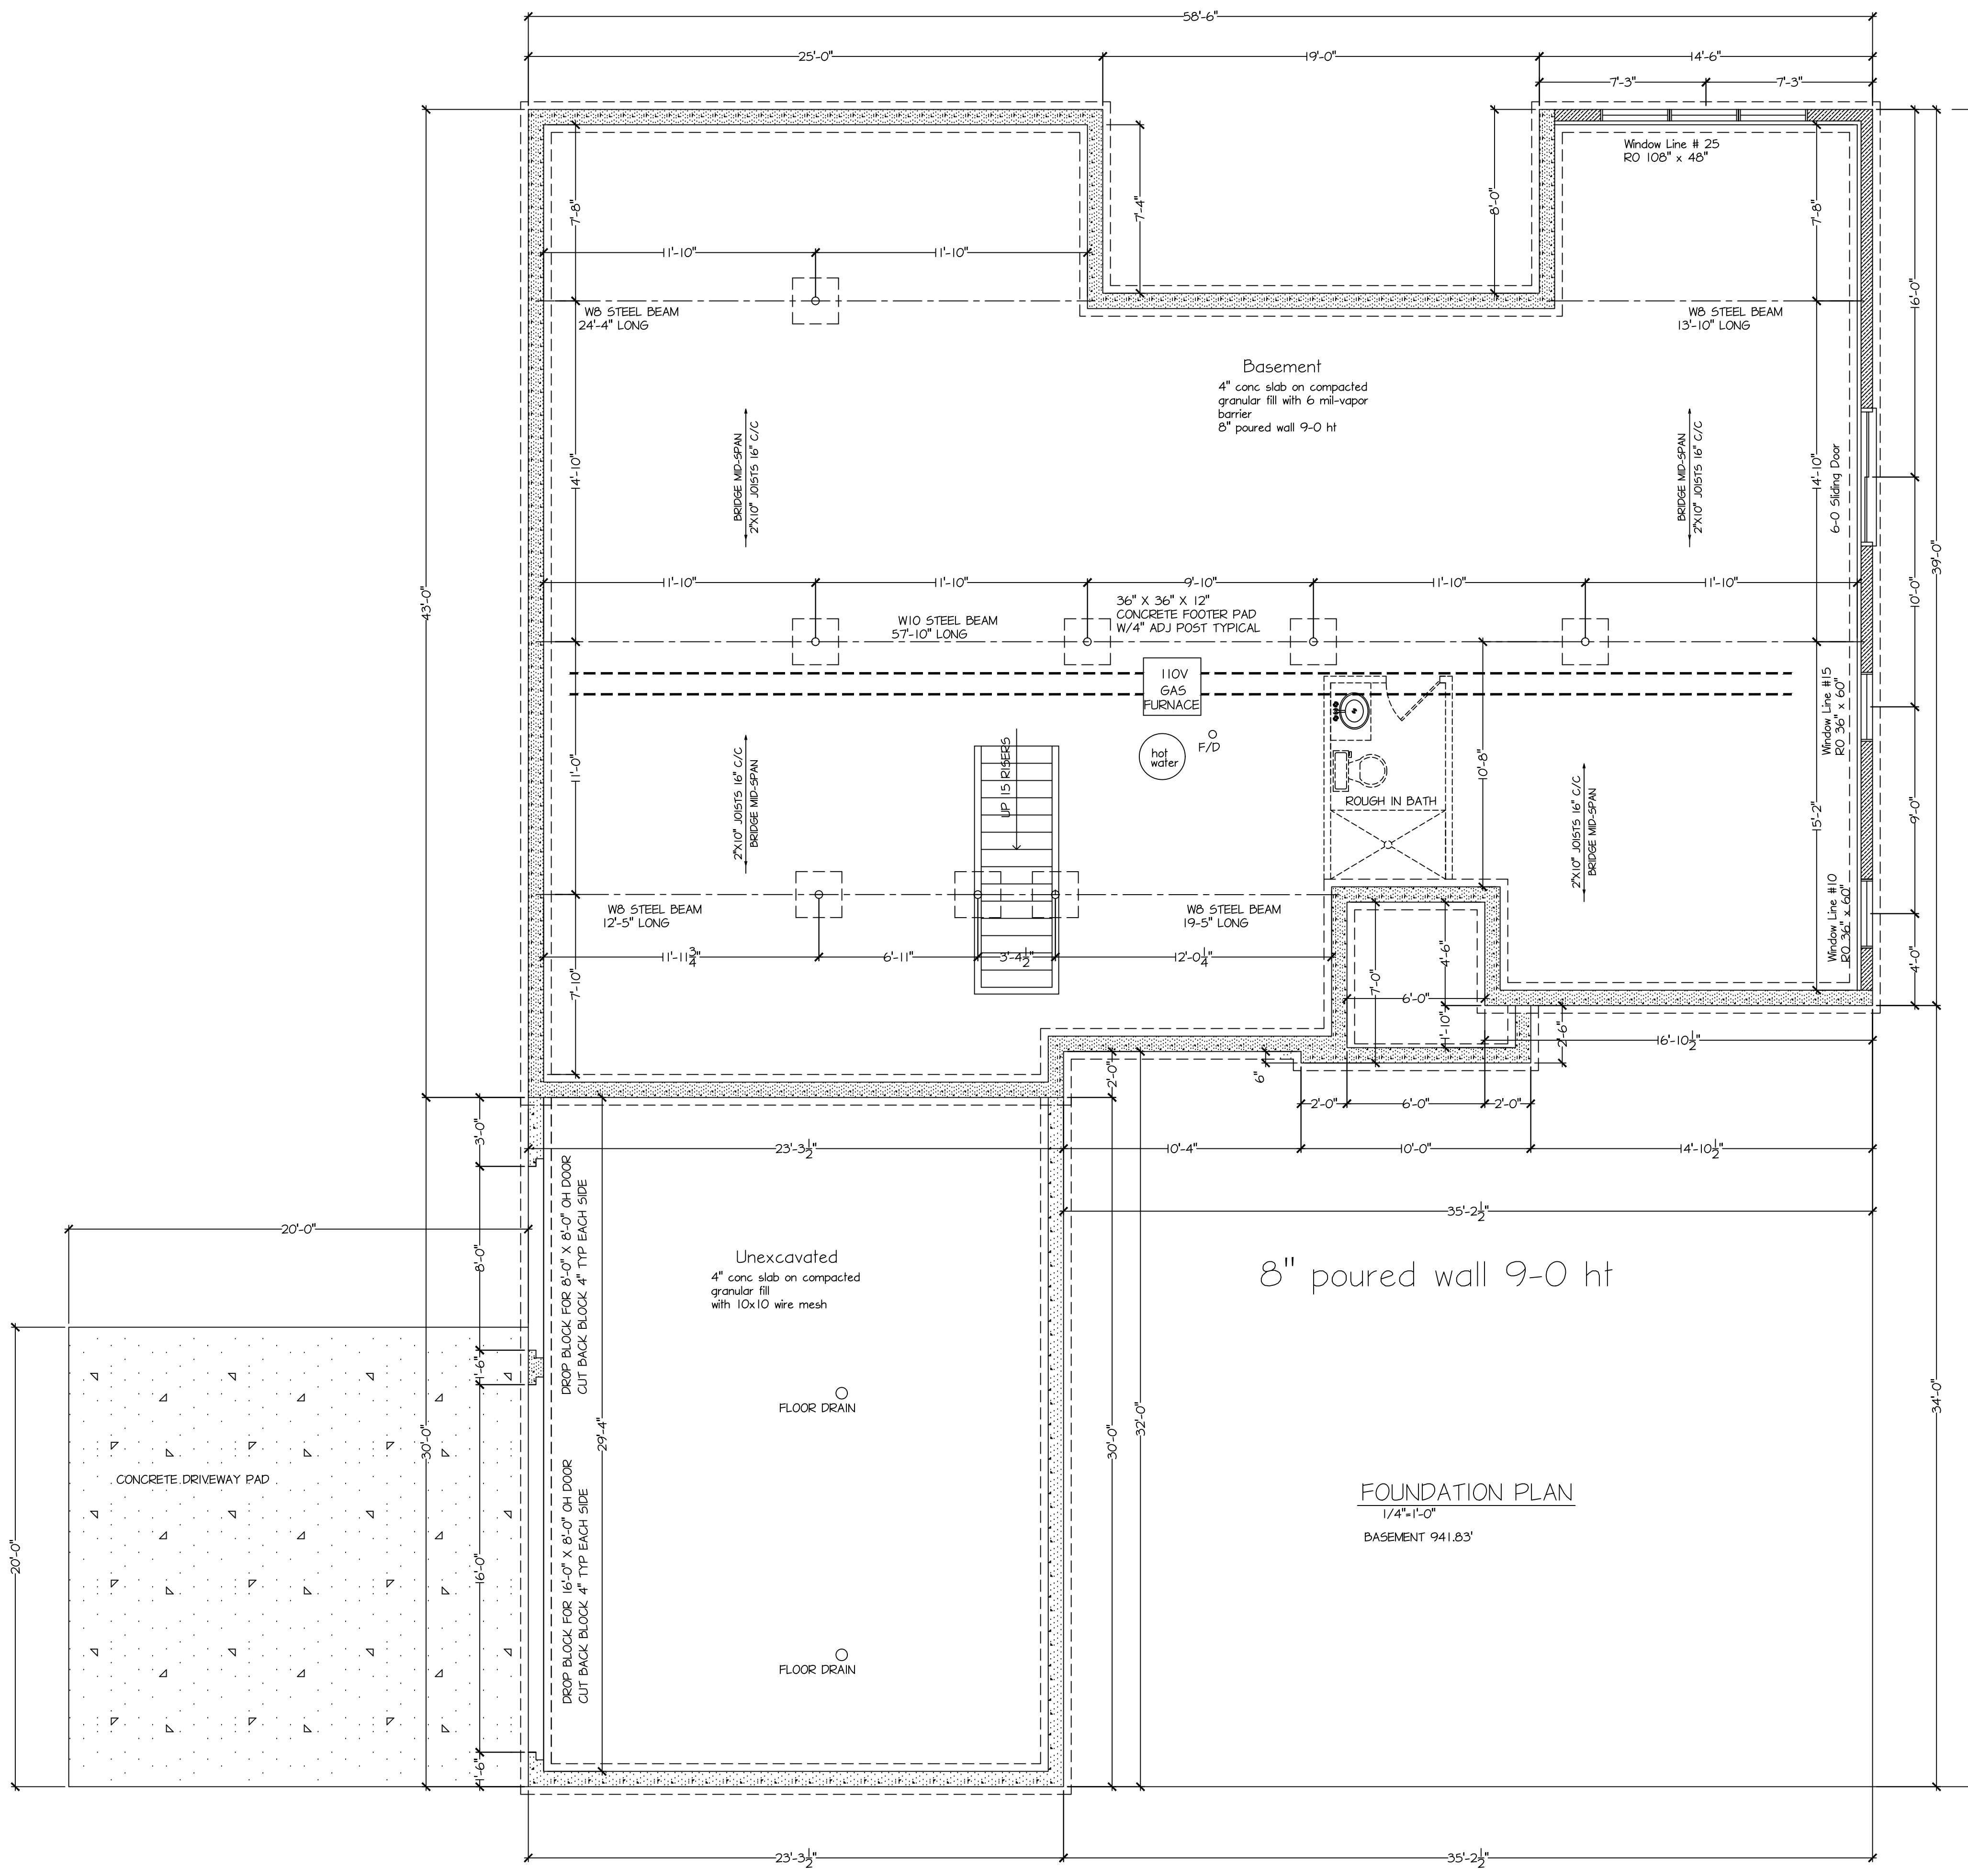 58'-6"
25'-0"
19'-0"
14'-6"
7'-3"
7'-3"
Window Line # 25
RO 108" x 48"
7'-8"
7'-4"
8'-0"
7'-8"
11'-10"
11'-10"
16'-0"
W8 STEEL BEAM
24'-4" LONG
W8 STEEL BEAM
13'-10" LONG
Basement
4" conc slab on compacted
granular fill with 6 mil-vapor
barrier
8" poured wall 9-0 ht
BRIDGE MID-SPAN
2"X10" JOISTS 16" C/C
14'-10"
BRIDGE MID-SPAN
2"X10" JOISTS 16" C/C
14'-10"
6-0 Sliding Door
43'-0"
39'-0"
10'-0"
11'-10"
11'-10"
9'-10"
11'-10"
11'-10"
36" X 36" X 12"
CONCRETE FOOTER PAD
W/4" ADJ POST TYPICAL
W10 STEEL BEAM
57'-10" LONG
110V
GAS
FURNACE
hot
water
F/D
UP 15 RISERS
ROUGH IN BATH
11'-0"
2"X10" JOISTS 16" C/C
BRIDGE MID-SPAN
10'-8"
2"X10" JOISTS 16" C/C
BRIDGE MID-SPAN
15'-2"
Window Line #15
RO 36" x 60"
9'-0"
Window Line #10
RO 36" x 60"
4'-0"
W8 STEEL BEAM
12'-5" LONG
W8 STEEL BEAM
19-5" LONG
11'-11 3/4"
6'-11"
3'-4 1/2"
12'-0 1/4"
7'-10"
7'-0"
4'-6"
6'-0"
1'-10"
2'-6"
16'-10 1/2"
6"
2'-0"
2'-0"
6'-0"
2'-0"
3'-0"
23'-3 1/2"
10'-4"
10'-0"
14'-10 1/2"
35'-2 1/2"
20'-0"
8'-0"
DROP BLOCK FOR 8'-0" X 8'-0" OH DOOR
CUT BACK BLOCK 4" TYP EACH SIDE
Unexcavated
4" conc slab on compacted
granular fill
with 10x10 wire mesh
8" poured wall 9-0 ht
1'-6"
FLOOR DRAIN
30'-0"
29'-4"
30'-0"
32'-0"
34'-0"
CONCRETE DRIVEWAY PAD
20'-0"
16'-0"
DROP BLOCK FOR 16'-0" X 8'-0" OH DOOR
CUT BACK BLOCK 4" TYP EACH SIDE
FOUNDATION PLAN
1/4"=1'-0"
BASEMENT 941.83'
FLOOR DRAIN
1'-6"
23'-3 1/2"
35'-2 1/2"